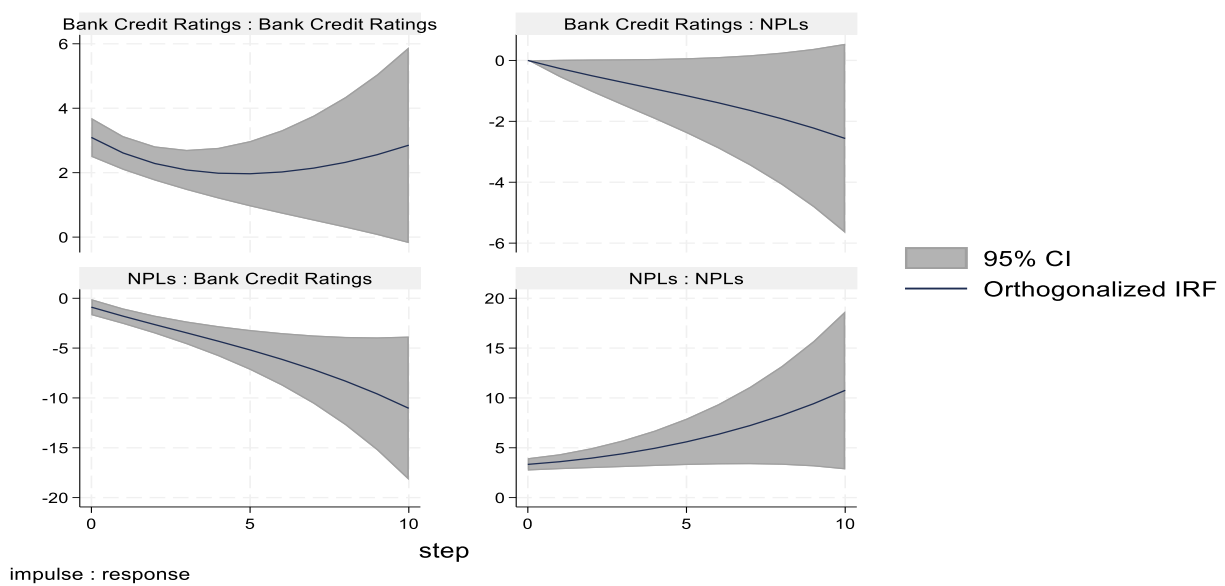 Bank Credit Ratings : Bank Credit Ratings
Bank Credit Ratings : NPLs
6
4
2
0
0
-2
-4
-6
NPLs : Bank Credit Ratings
NPLs : NPLs
0
-5
-10
-15
-20
20
15
10
5
0
0 5 10
0 5 10
step
95% CI
Orthogonalized IRF
impulse : response